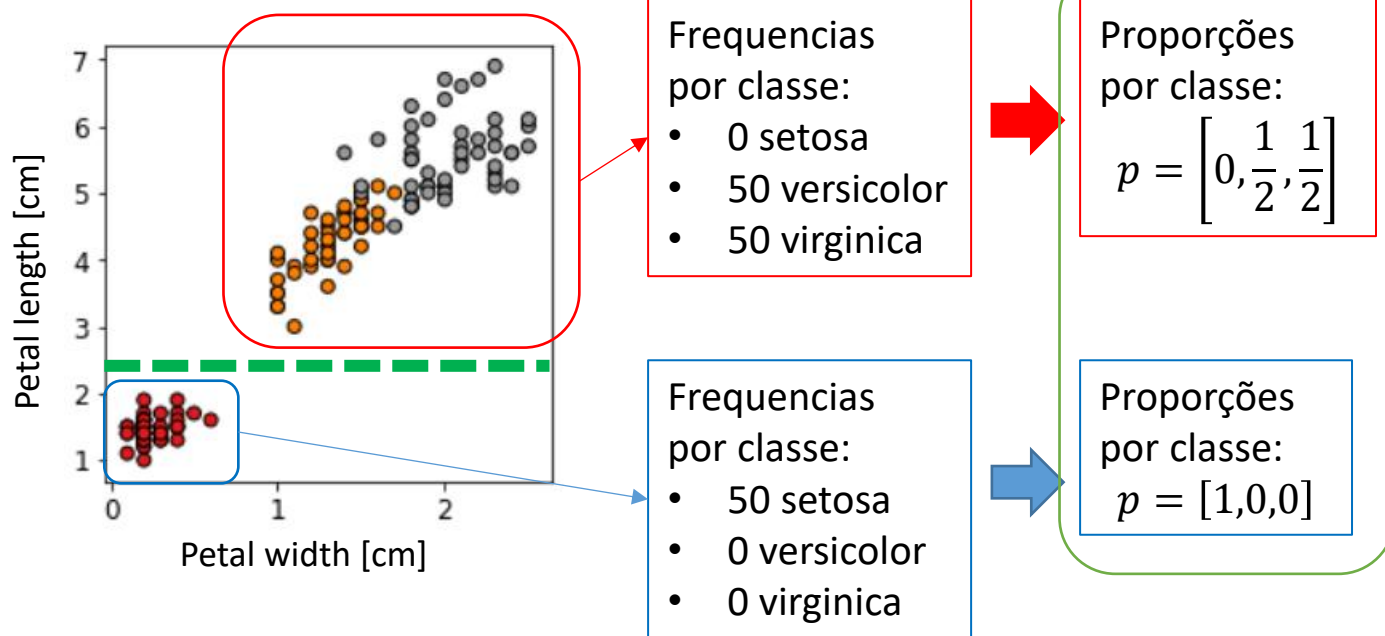 Petal length [cm]
7
6
5
4
3
2
1
0 1 2
Petal width [cm]
Frequencias
por classe:
• 0 setosa
• 50 versicolor
• 50 virginica
Proporções
por classe:
p = [0, 1/2, 1/2]
Frequencias
por classe:
• 50 setosa
• 0 versicolor
• 0 virginica
Proporções
por classe:
p = [1,0,0]